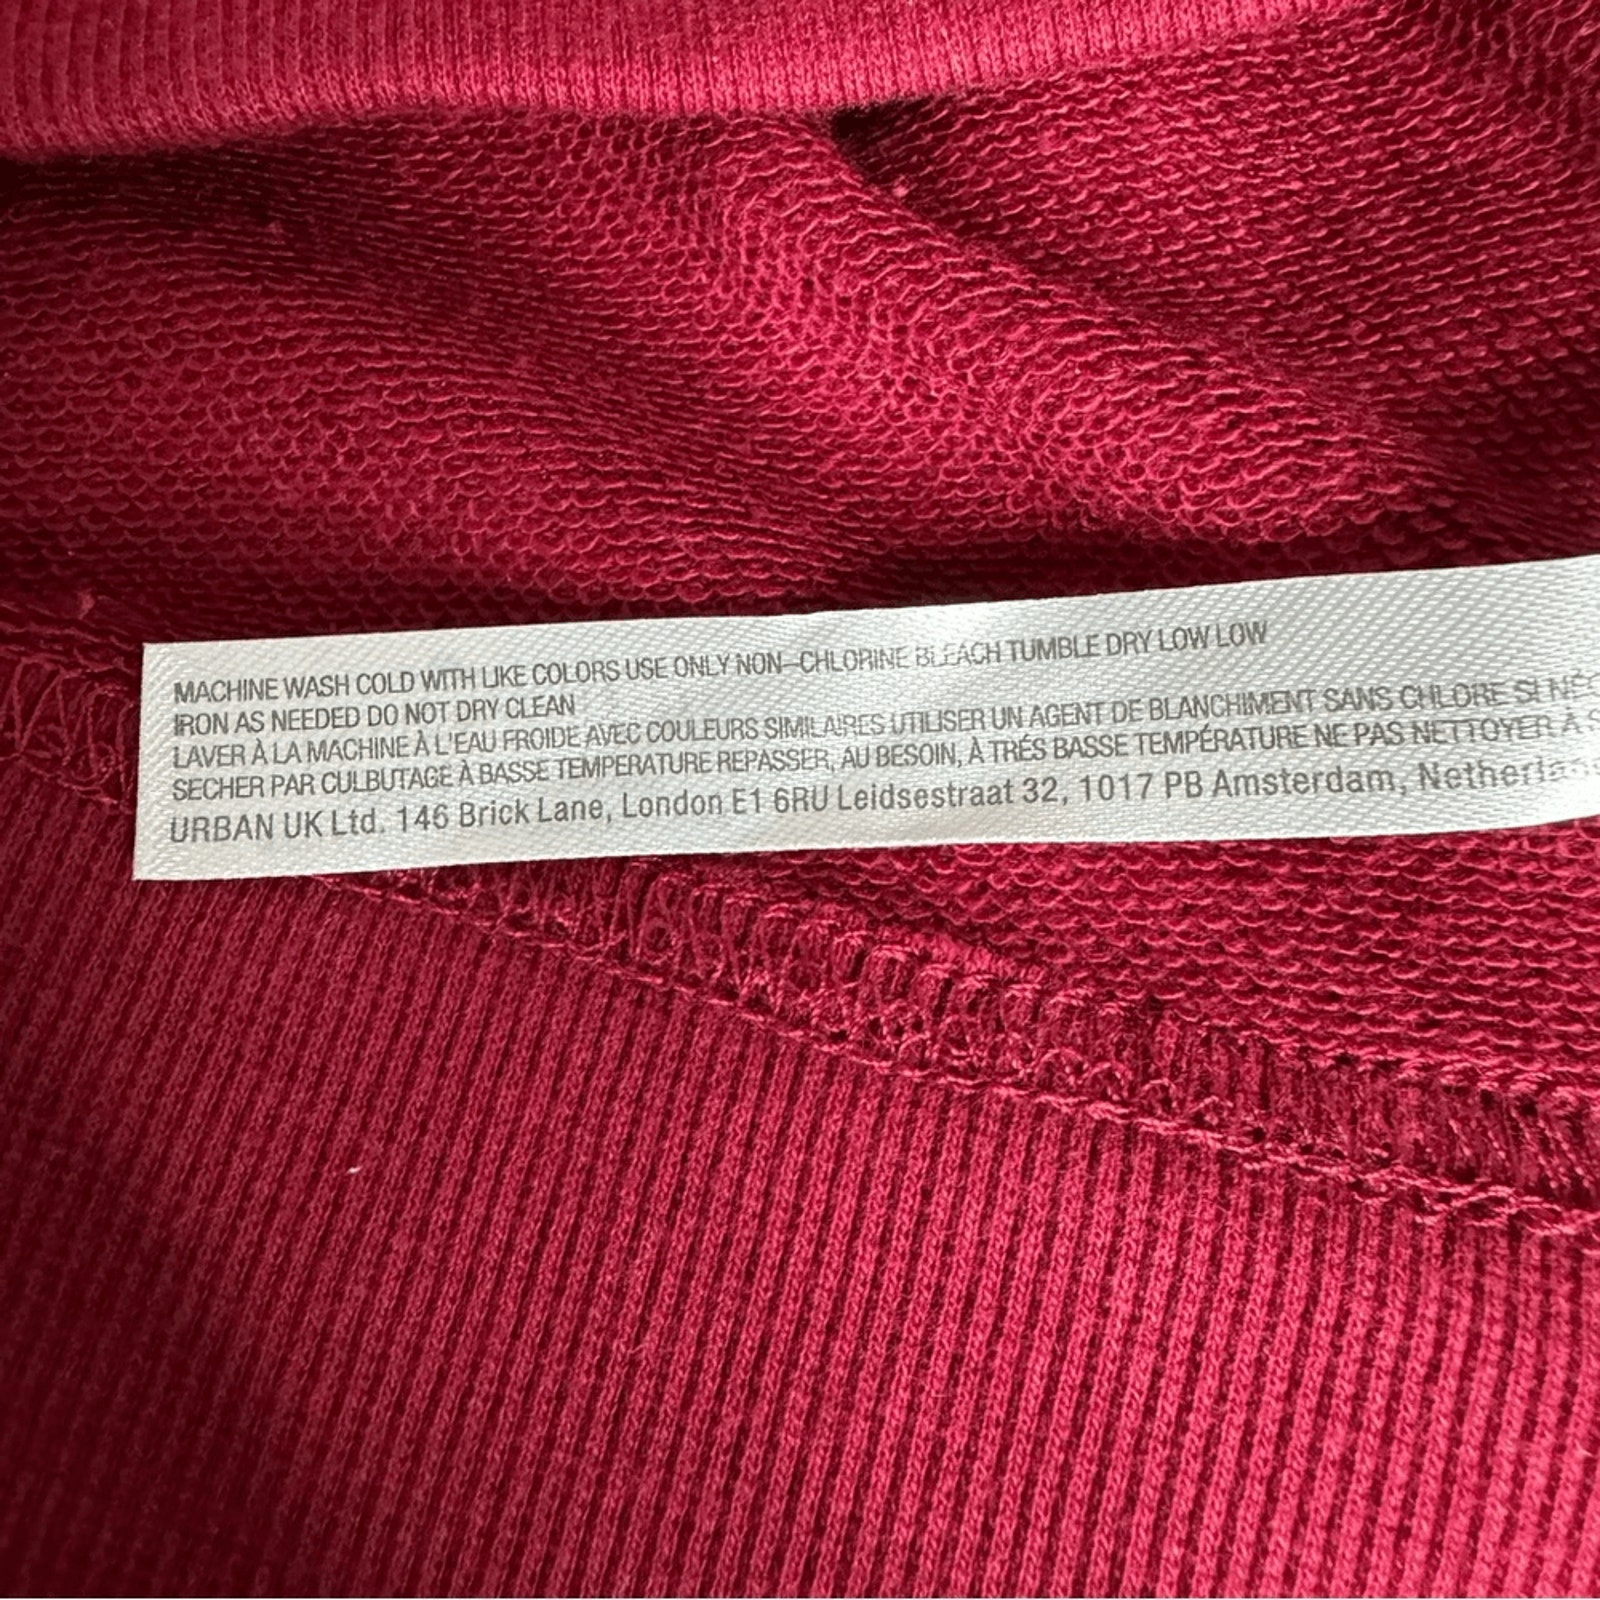 MACHINE WASH COLD WITH LIKE COLORS USE ONLY NON-CHLORINE BLEACH TUMBLE DRY LOW LOW
IRON AS NEEDED DO NOT DRY CLEAN
LAVER À LA MACHINE À L'EAU FROIDE AVEC COULEURS SIMILAIRES UTILISER UN AGENT DE BLANCHIMENT SANS CHLORE SI
SECHER PAR CULBUTAGE À BASSE TEMPERATURE REPASSER, AU BESOIN, À TRÉS BASSE TEMPÉRATURE NE PAS NETTOYER À
URBAN UK Ltd. 146 Brick Lane, London E1 6RU Leidsestraat 32, 1017 PB Amsterdam,